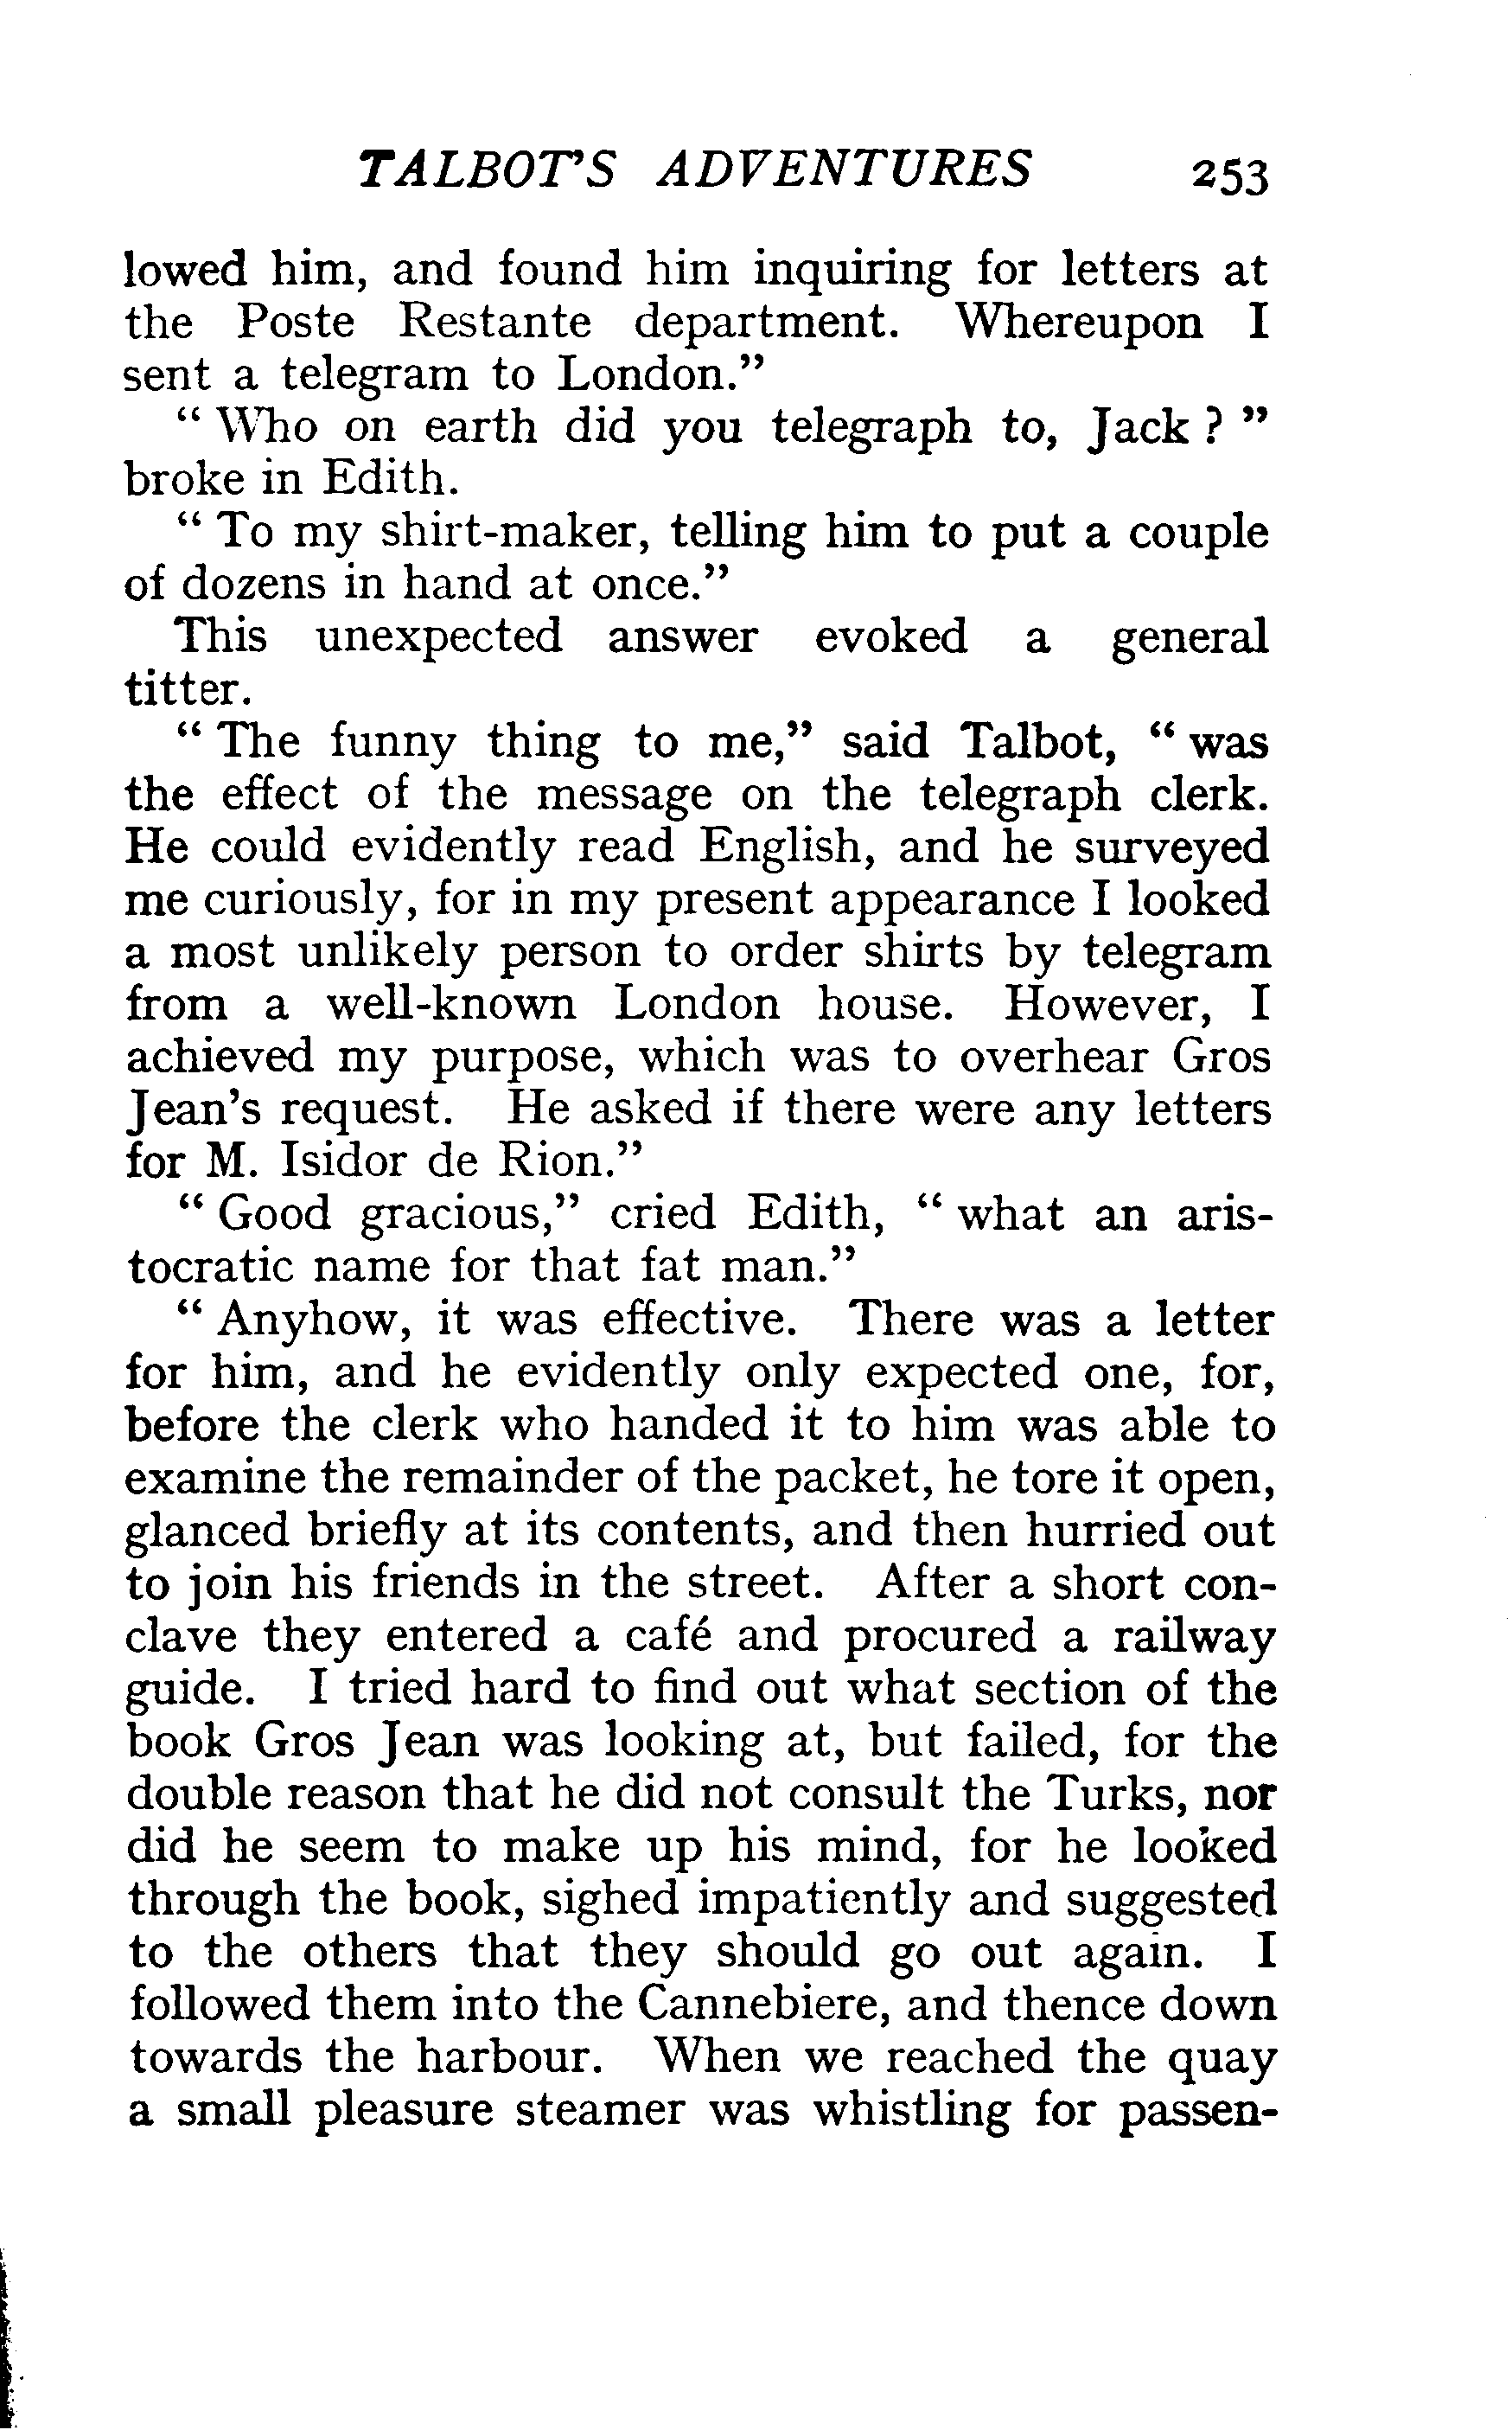 TALBOT'S ADVENTURES 253
lowed him, and found him inquiring for letters at
the Poste Restante department. Whereupon I
sent a telegram to London."
" Who on earth did you telegraph to, Jack ? "
broke in Edith.
" To my shirt-maker, telling him to put a couple
of dozens in hand at once."
This unexpected answer evoked a general
titter.
" The funny thing to me," said Talbot, " was
the effect of the message on the telegraph clerk.
He could evidently read English, and he surveyed
me curiously, for in my present appearance I looked
a most unlikely person to order shirts by telegram
from a well-known London house. However, I
achieved my purpose, which was to overhear Gros
Jean's request. He asked if there were any letters
for M. Isidor de Rion."
" Good gracious," cried Edith, " what an aris-
tocratic name for that fat man."
" Anyhow, it was effective. There was a letter
for him, and he evidently only expected one, for,
before the clerk who handed it to him was able to
examine the remainder of the packet, he tore it open,
glanced briefly at its contents, and then hurried out
to join his friends in the street. After a short con-
clave they entered a café and procured a railway
guide. I tried hard to find out what section of the
book Gros Jean was looking at, but failed, for the
double reason that he did not consult the Turks, nor
did he seem to make up his mind, for he looked
through the book, sighed impatiently and suggested
to the others that they should go out again. I
followed them into the Cannebiere, and thence down
towards the harbour. When we reached the quay
a small pleasure steamer was whistling for passen-